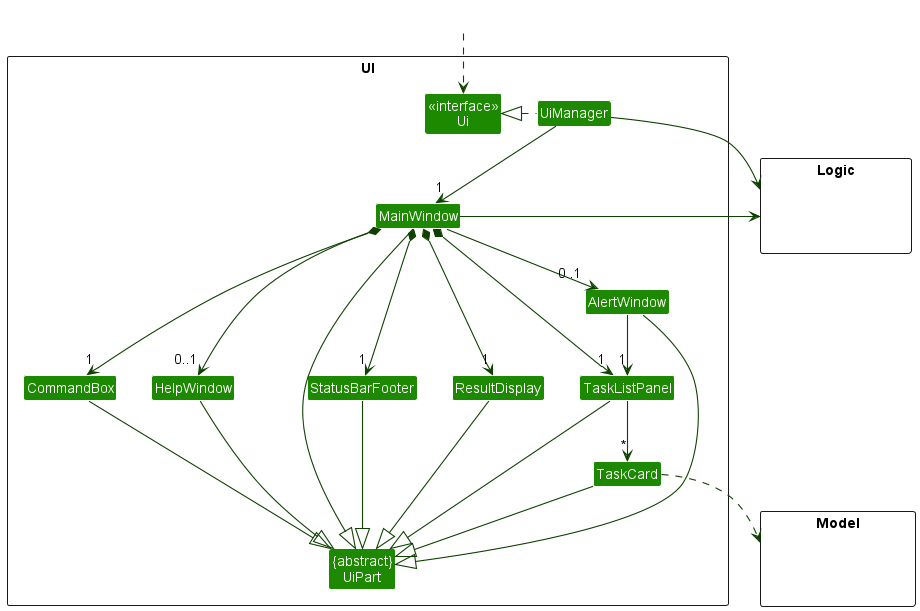 UI
«interface»
Ui
UiManager
Logic
1
MainWindow
0..1
AlertWindow
1
0..1
1
1
1
1
CommandBox
HelpWindow
StatusBarFooter
ResultDisplay
TaskListPanel
*
TaskCard
Model
{abstract}
UiPart